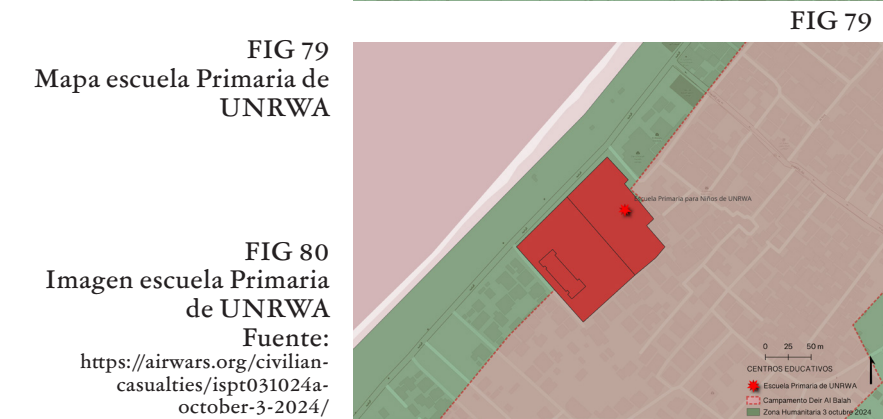 FIG 79
FIG 79
Mapa escuela Primaria de
UNRWA
FIG 80
Imagen escuela Primaria
de UNRWA
Fuente:
https://airwars.org/civilian-
casualties/ispt031024a-
october-3-2024/
Escuela Primaria para Niños de UNRWA
0 25 50 m
CENTROS EDUCATIVOS
Escuela Primaria de UNRWA
Campamento Deir Al Balah
Zona Humanitaria 3 octubre 2024